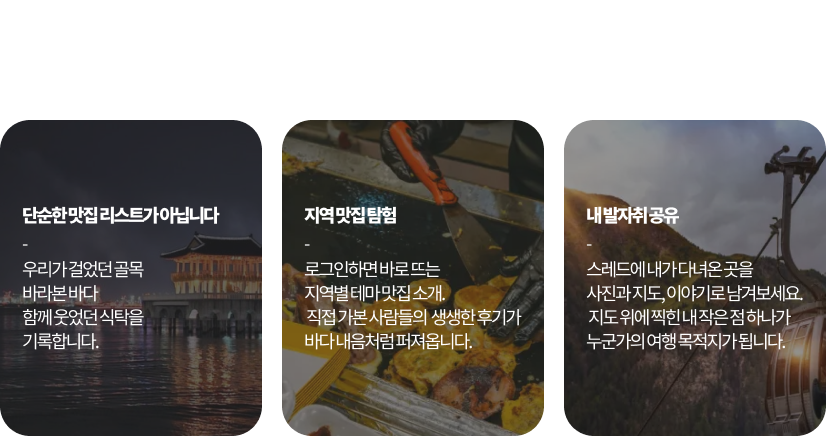 단순한 맛집 리스트가 아닙니다
-
우리가 걸었던 골목
바라본 바다
함께 웃었던 식탁을
기록합니다.
지역 맛집 탐험
-
로그인하면 바로 뜨는
지역별 테마 맛집 소개.
직접 가본 사람들의 생생한 후기가
바다 내음처럼 퍼져옵니다.
내 발자취 공유
-
스레드에 내가 다녀온 곳을
사진과 지도, 이야기로 남겨보세요.
지도 위에 찍힌 내 작은 점 하나가
누군가의 여행 목적지가 됩니다.